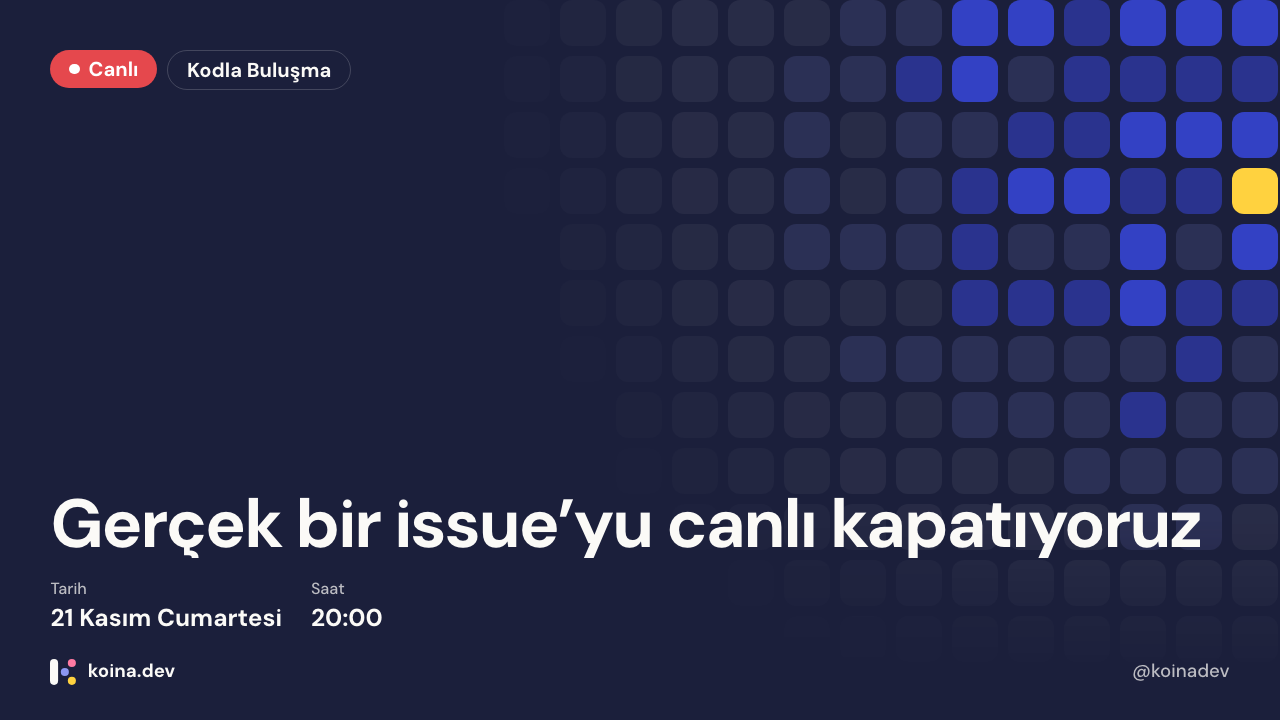 Canlı
Kodla Buluşma
Gerçek bir issue’yu canlı kapatıyoruz
Tarih
Saat
21 Kasım Cumartesi
20:00
koina.dev
@koinadev